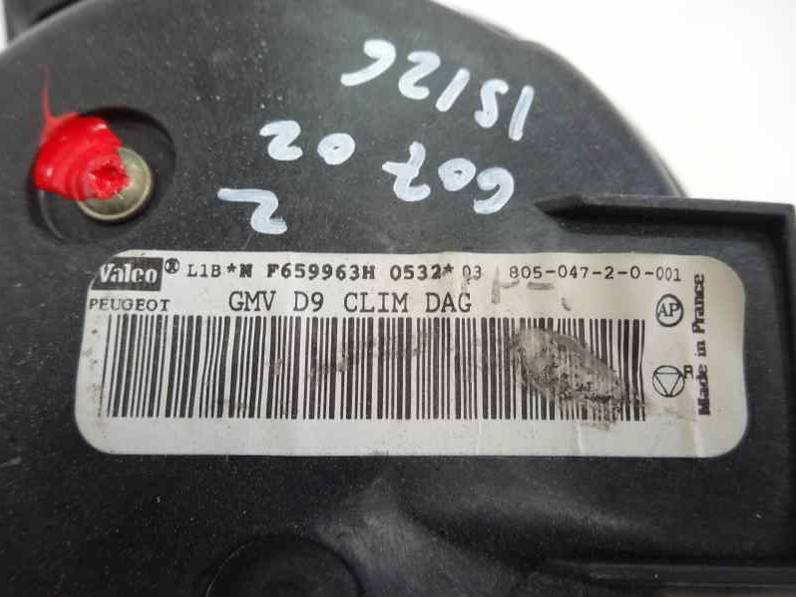 15126
607 02
2
Valeo® L1B*N F659963H 0532* 03 805-047-2-0-001
PEUGEOT GMV D9 CLIM DAG
AP
R
Made in France